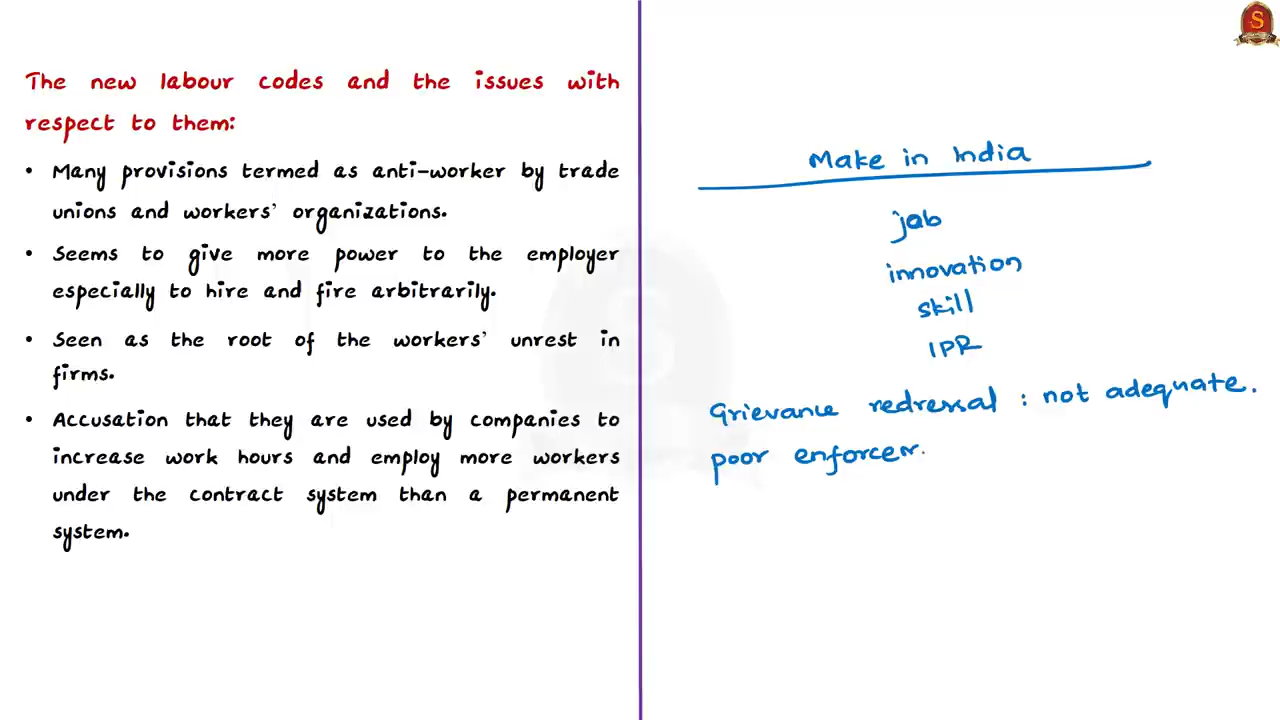 The new labour codes and the issues with
respect to them:
• Many provisions termed as anti-worker by trade
unions and workers' organizations.
• Seems to give more power to the employer
especially to hire and fire arbitrarily.
• Seen as the root of the workers' unrest in
firms.
• Accusation that they are used by companies to
increase work hours and employ more workers
under the contract system than a permanent
system.
S
Make in India
job
innovation
skill
IPR
Grievance redressal : not adequate.
poor enforcer